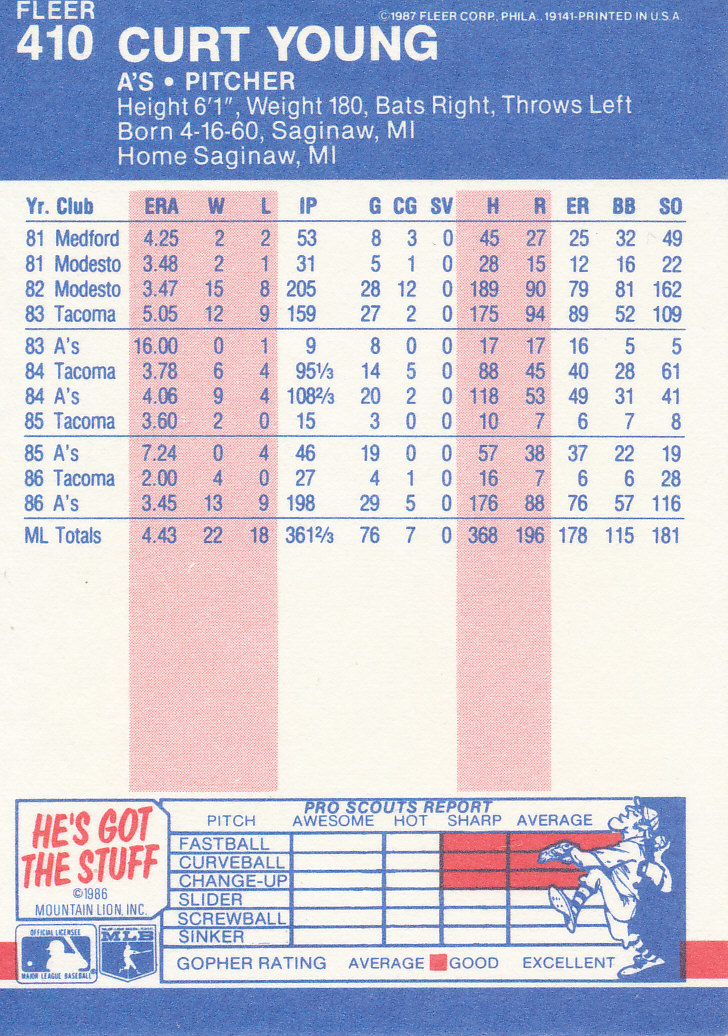 FLEER
©1987 FLEER CORP. PHILA. 19141-PRINTED IN U.S.A.
410 CURT YOUNG
A'S • PITCHER
Height 6'1", Weight 180, Bats Right, Throws Left
Born 4-16-60, Saginaw, MI
Home Saginaw, MI
Yr. Club ERA W L IP G CG SV H R ER BB SO
81 Medford 4.25 2 2 53 8 3 0 45 27 25 32 49
81 Modesto 3.48 2 1 31 5 1 0 28 15 12 16 22
82 Modesto 3.47 15 8 205 28 12 0 189 90 79 81 162
83 Tacoma 5.05 12 9 159 27 2 0 175 94 89 52 109
83 A's 16.00 0 1 9 8 0 0 17 17 16 5 5
84 Tacoma 3.78 6 4 95⅓ 14 5 0 88 45 40 28 61
84 A's 4.06 9 4 108⅔ 20 2 0 118 53 49 31 41
85 Tacoma 3.60 2 0 15 3 0 0 10 7 6 7 8
85 A's 7.24 0 4 46 19 0 0 57 38 37 22 19
86 Tacoma 2.00 4 0 27 4 1 0 16 7 6 6 28
86 A's 3.45 13 9 198 29 5 0 176 88 76 57 116
ML Totals 4.43 22 18 361⅔ 76 7 0 368 196 178 115 181
HE'S GOT
THE STUFF
©1986
MOUNTAIN LION, INC.
OFFICIAL LICENSEE
MAJOR LEAGUE BASEBALL
MLB
PRO SCOUTS REPORT
PITCH AWESOME HOT SHARP AVERAGE
FASTBALL
CURVEBALL
CHANGE-UP
SLIDER
SCREWBALL
SINKER
GOPHER RATING AVERAGE GOOD EXCELLENT